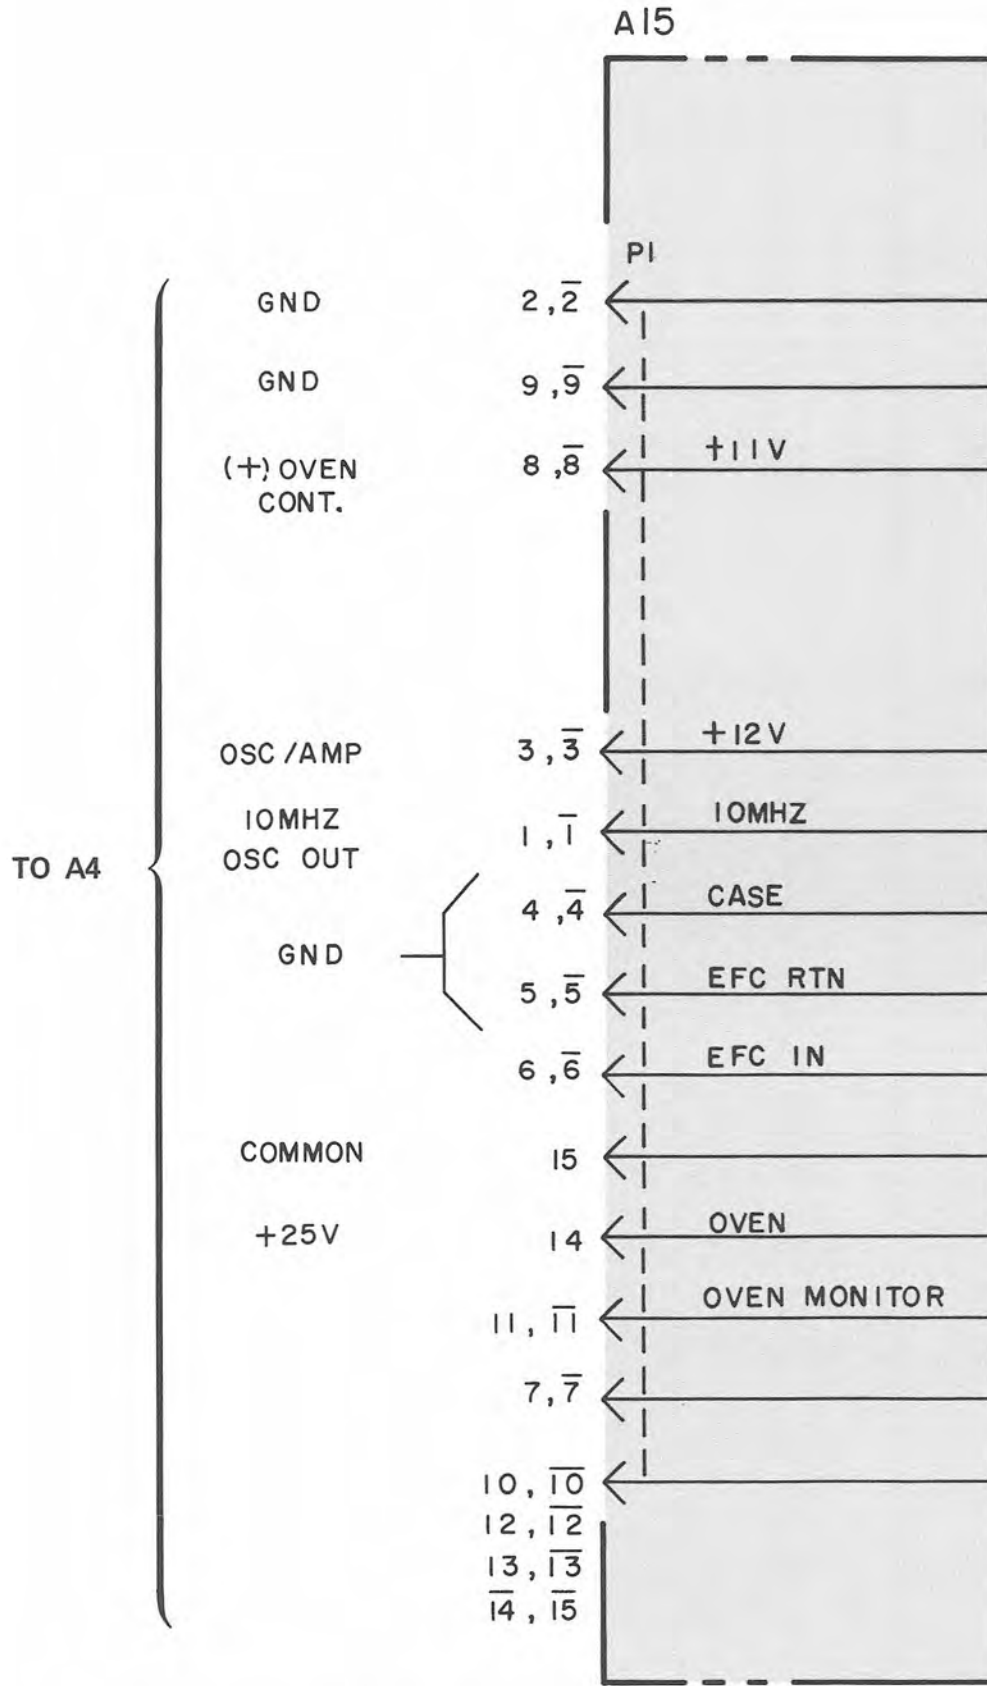 A15
P1
GND 2,2̅
GND 9,9̅
(+) OVEN CONT. 8,8̅ +11V
OSC/AMP 3,3̅ +12V
10MHZ OSC OUT 1,1̅ 10MHZ
TO A4
GND
4,4̅ CASE
5,5̅ EFC RTN
6,6̅ EFC IN
COMMON 15
+25V 14 OVEN
11,1̅1̅ OVEN MONITOR
7,7̅
10,1̅0̅
12,1̅2̅
13,1̅3̅
1̅4̅,1̅5̅